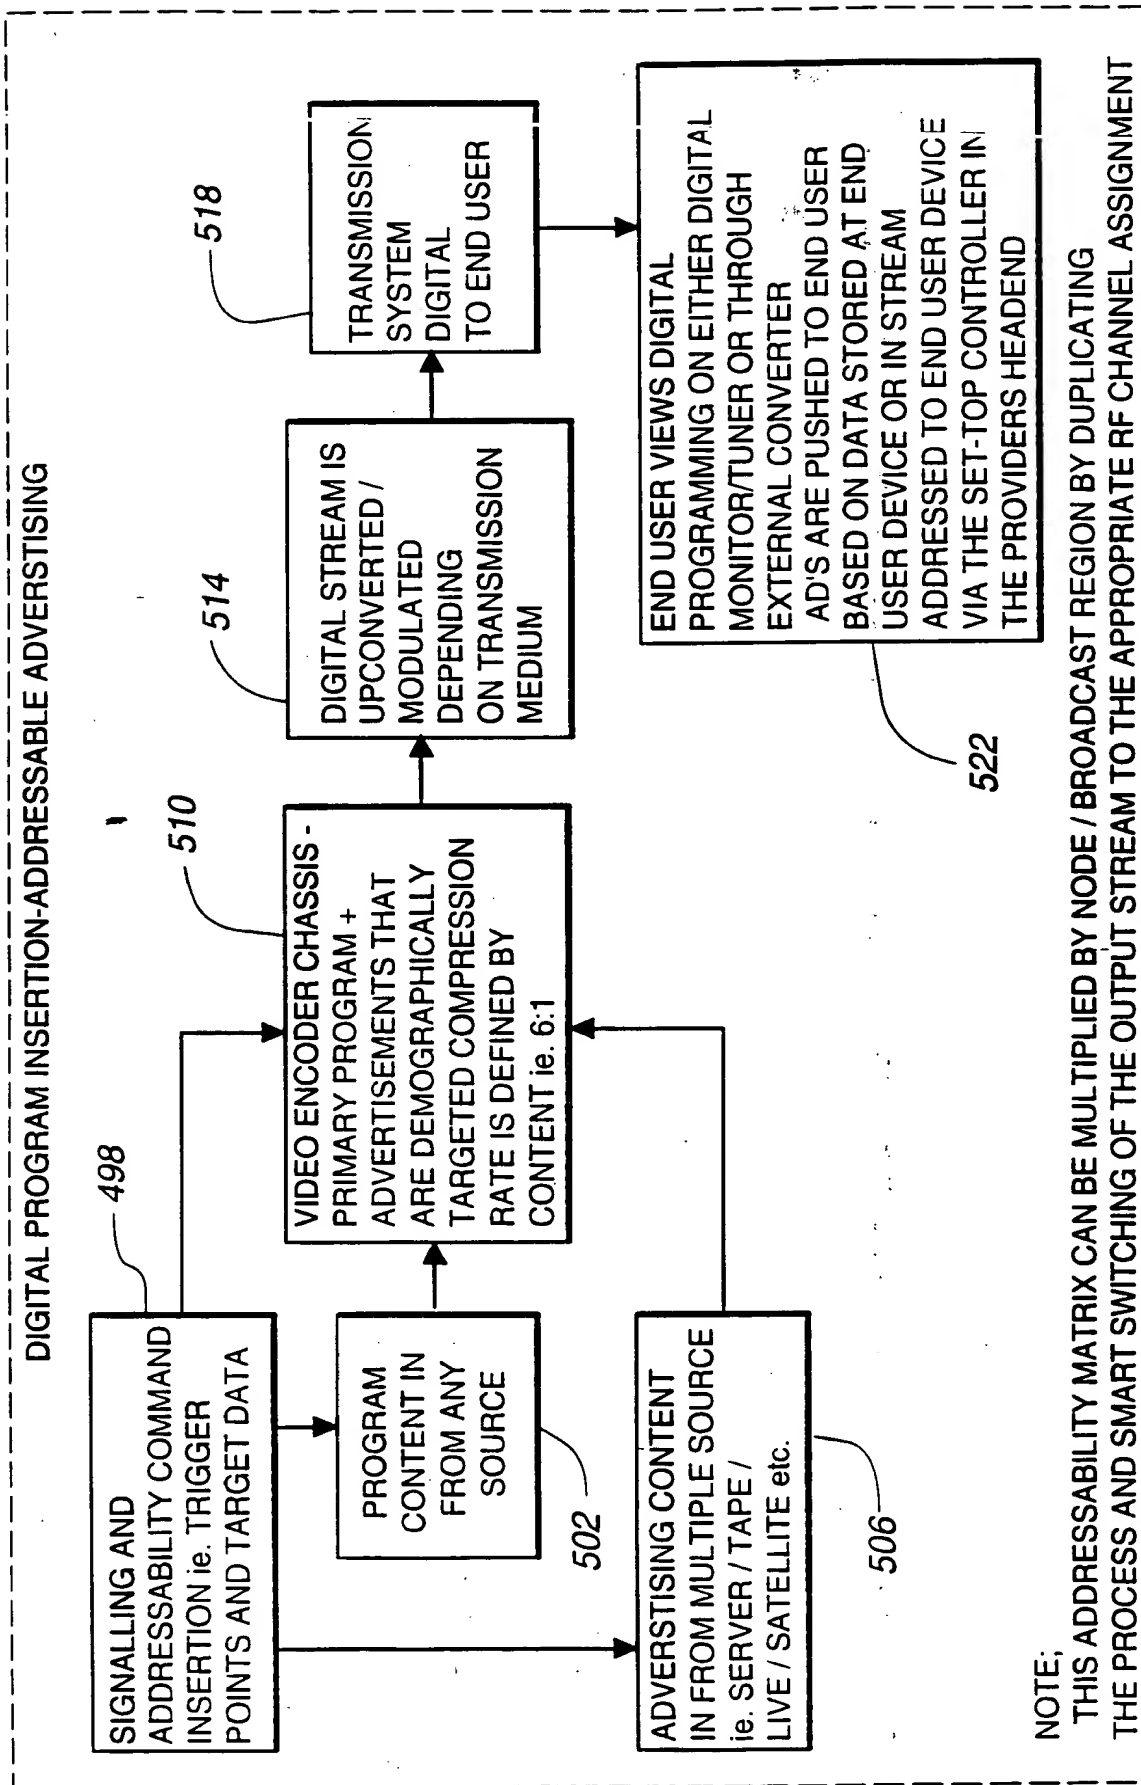 DIGITAL PROGRAM INSERTION-ADDRESSABLE ADVERSTISING
498
SIGNALLING AND
ADDRESSABILITY COMMAND
INSERTION ie. TRIGGER
POINTS AND TARGET DATA
PROGRAM
CONTENT IN
FROM ANY
SOURCE
502
ADVERSTISING CONTENT
IN FROM MULTIPLE SOURCE
ie. SERVER / TAPE /
LIVE / SATELLITE etc.
506
510
VIDEO ENCODER CHASSIS -
PRIMARY PROGRAM +
ADVERTISEMENTS THAT
ARE DEMOGRAPHICALLY
TARGETED COMPRESSION
RATE IS DEFINED BY
CONTENT ie. 6:1
514
DIGITAL STREAM IS
UPCONVERTED /
MODULATED
DEPENDING
ON TRANSMISSION
MEDIUM
518
TRANSMISSION
SYSTEM
DIGITAL
TO END USER
END USER VIEWS DIGITAL
PROGRAMMING ON EITHER DIGITAL
MONITOR/TUNER OR THROUGH
EXTERNAL CONVERTER
AD'S ARE PUSHED TO END USER
BASED ON DATA STORED AT END
USER DEVICE OR IN STREAM
ADDRESSED TO END USER DEVICE
VIA THE SET-TOP CONTROLLER IN
THE PROVIDERS HEADEND
522
NOTE;
THIS ADDRESSABILITY MATRIX CAN BE MULTIPLIED BY NODE / BROADCAST REGION BY DUPLICATING
THE PROCESS AND SMART SWITCHING OF THE OUTPUT STREAM TO THE APPROPRIATE RF CHANNEL ASSIGNMENT